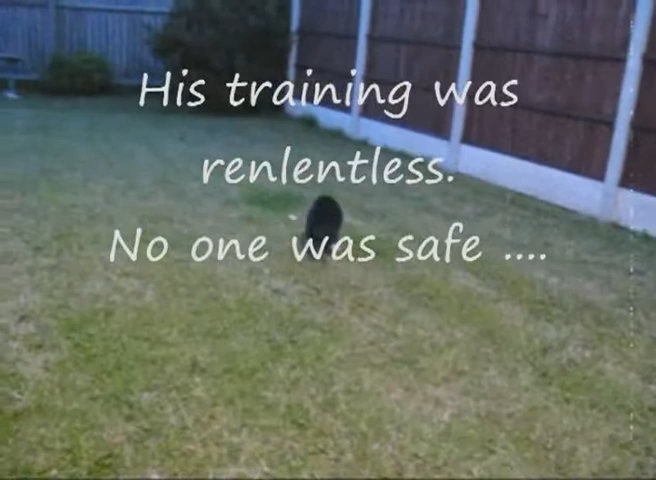 His training was
renlentless.
No one was safe ....